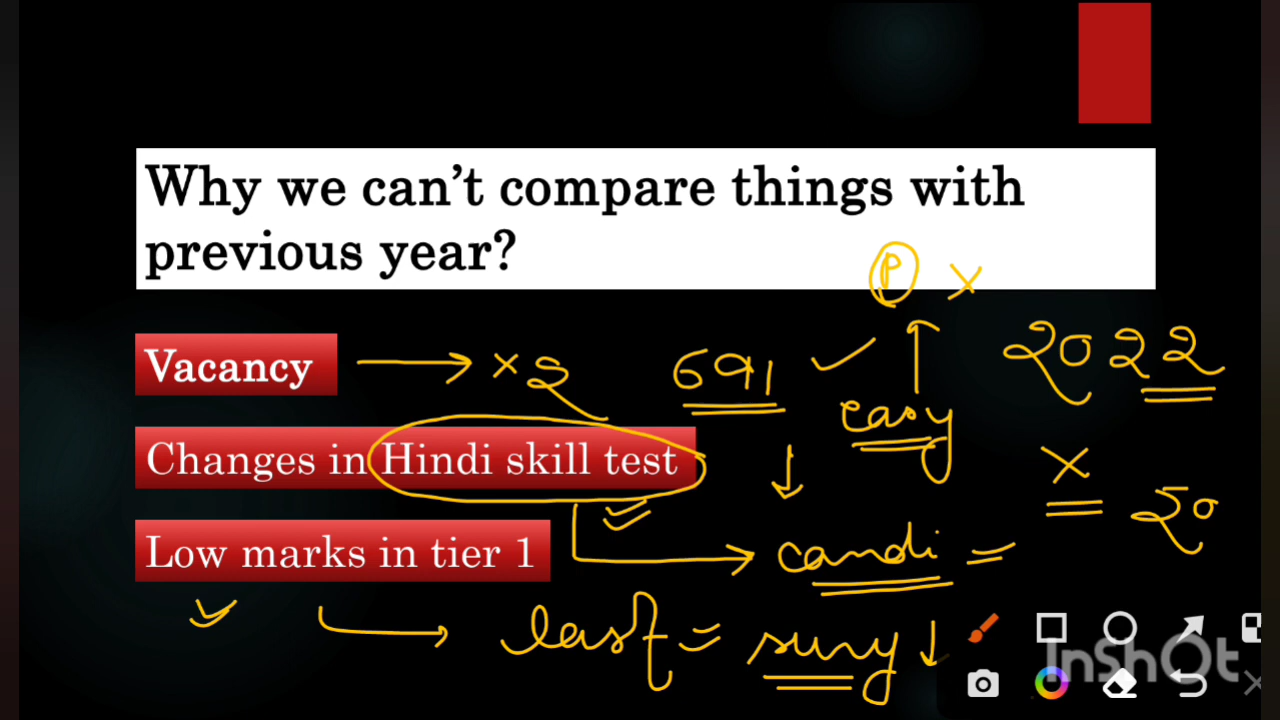 Why we can't compare things with
previous year?
P ×
Vacancy → ×2 691 2022
easy
Changes in Hindi skill test
× 20
Low marks in tier 1
candi =
last =
InShOt